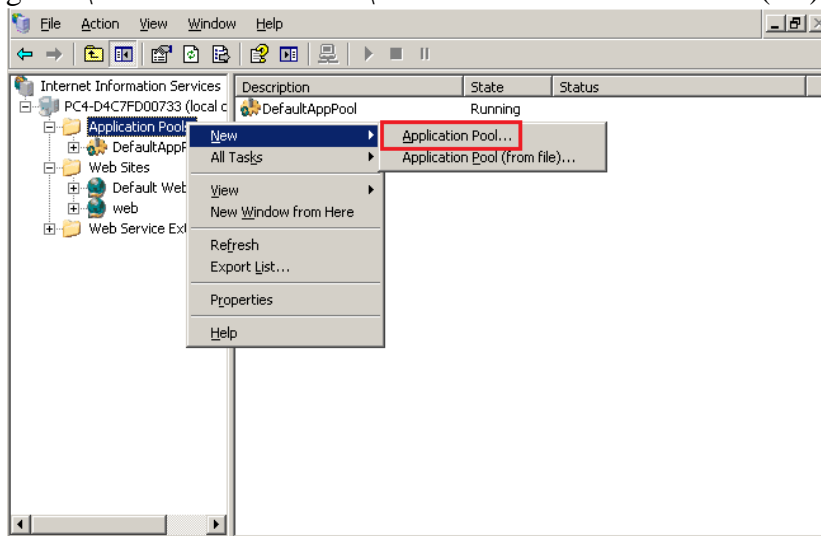 File Action View Window Help
Internet Information Services
Description State Status
PC4-D4C7FD00733 (local c
DefaultAppPool Running
Application Pools
New
Application Pool...
DefaultAppP
All Tasks
Application Pool (from file)...
Web Sites
Default Web
View
web
New Window from Here
Web Service Ext
Refresh
Export List...
Properties
Help